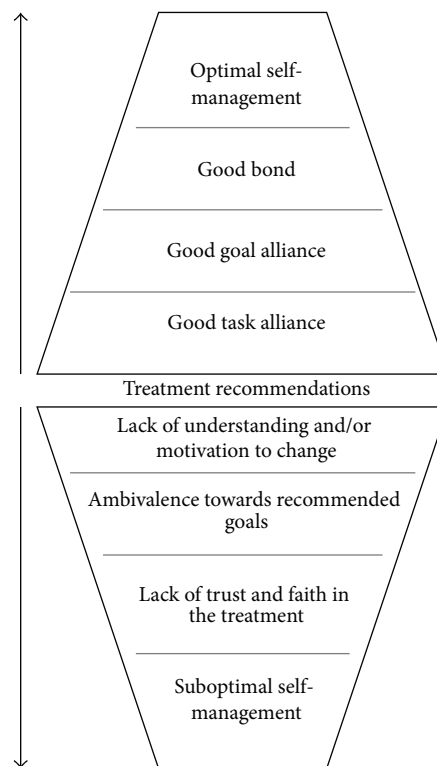 Optimal self-
management
Good bond
Good goal alliance
Good task alliance
Treatment recommendations
Lack of understanding and/or
motivation to change
Ambivalence towards recommended
goals
Lack of trust and faith in
the treatment
Suboptimal self-
management